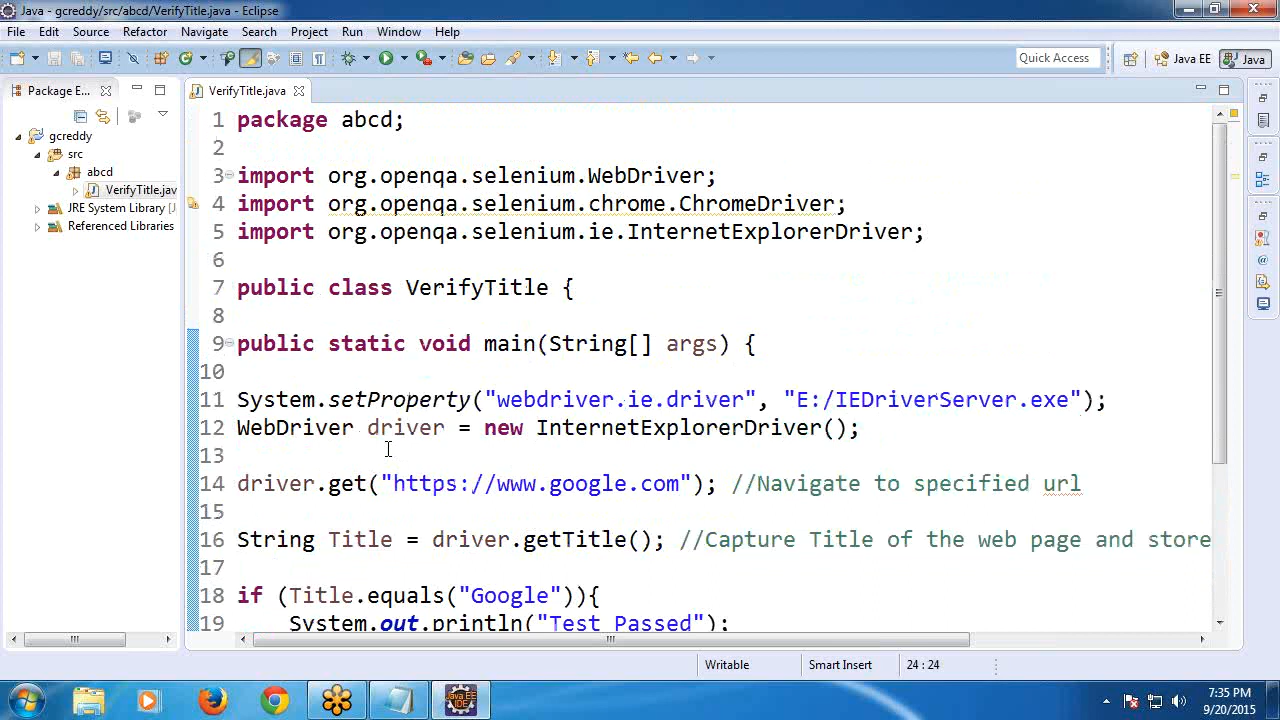 Java - gcreddy/src/abcd/VerifyTitle.java - Eclipse
File Edit Source Refactor Navigate Search Project Run Window Help
Quick Access Java EE Java
Package E...
VerifyTitle.java
gcreddy
src
abcd
VerifyTitle.jav
JRE System Library [J
Referenced Libraries
1 package abcd;
2
3 import org.openqa.selenium.WebDriver;
4 import org.openqa.selenium.chrome.ChromeDriver;
5 import org.openqa.selenium.ie.InternetExplorerDriver;
6
7 public class VerifyTitle {
8
9 public static void main(String[] args) {
10
11 System.setProperty("webdriver.ie.driver", "E:/IEDriverServer.exe");
12 WebDriver driver = new InternetExplorerDriver();
13
14 driver.get("https://www.google.com"); //Navigate to specified url
15
16 String Title = driver.getTitle(); //Capture Title of the web page and store
17
18 if (Title.equals("Google")){
19 System.out.println("Test Passed");
Writable Smart Insert 24 : 24
Java EE IDE
7:35 PM
9/20/2015